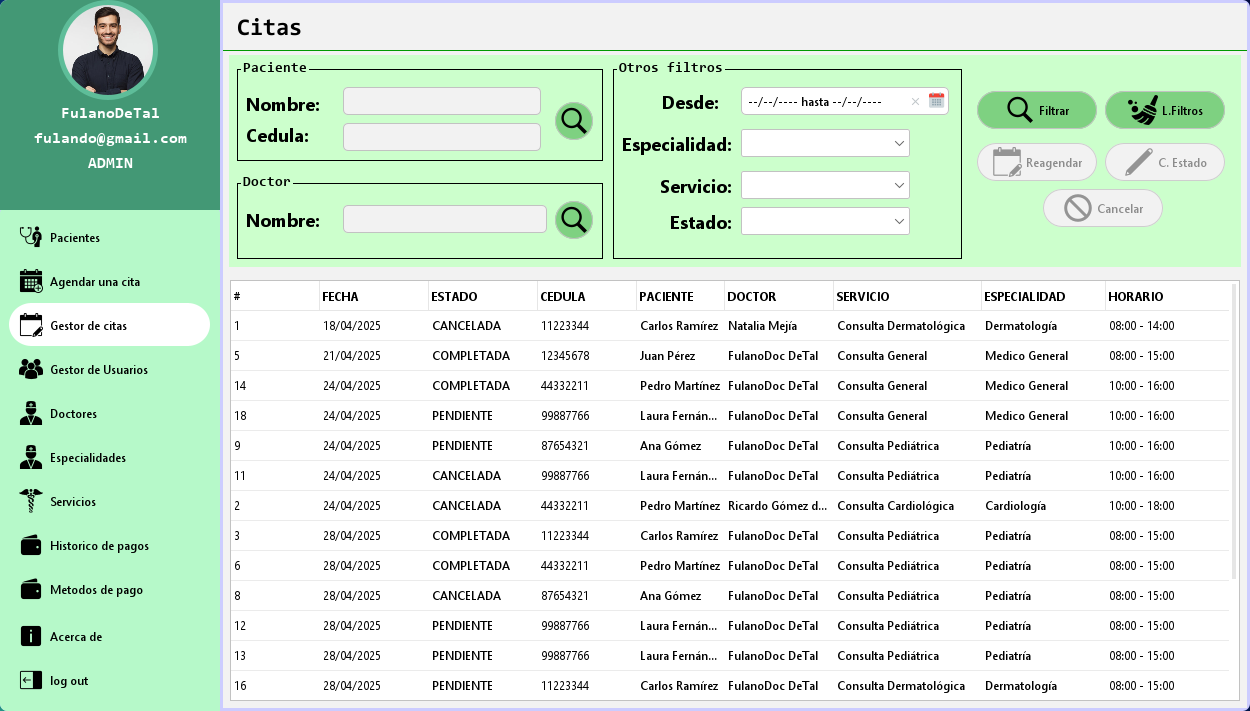 FulanoDeTal
fulando@gmail.com
ADMIN
Pacientes
Agendar una cita
Gestor de citas
Gestor de Usuarios
Doctores
Especialidades
Servicios
Historico de pagos
Metodos de pago
Acerca de
log out
Citas
Paciente
Nombre:
Cedula:
Doctor
Nombre:
Otros filtros
Desde: --/--/---- hasta --/--/----
Especialidad:
Servicio:
Estado:
Filtrar L.Filtros
Reagendar C. Estado
Cancelar
# FECHA ESTADO CEDULA PACIENTE DOCTOR SERVICIO ESPECIALIDAD HORARIO
1 18/04/2025 CANCELADA 11223344 Carlos Ramírez Natalia Mejía Consulta Dermatológica Dermatología 08:00 - 14:00
5 21/04/2025 COMPLETADA 12345678 Juan Pérez FulanoDoc DeTal Consulta General Medico General 08:00 - 15:00
14 24/04/2025 COMPLETADA 44332211 Pedro Martínez FulanoDoc DeTal Consulta General Medico General 10:00 - 16:00
18 24/04/2025 PENDIENTE 99887766 Laura Fernán... FulanoDoc DeTal Consulta General Medico General 10:00 - 16:00
9 24/04/2025 PENDIENTE 87654321 Ana Gómez FulanoDoc DeTal Consulta Pediátrica Pediatría 10:00 - 16:00
11 24/04/2025 CANCELADA 99887766 Laura Fernán... FulanoDoc DeTal Consulta Pediátrica Pediatría 10:00 - 16:00
2 24/04/2025 CANCELADA 44332211 Pedro Martínez Ricardo Gómez d... Consulta Cardiológica Cardiología 10:00 - 18:00
3 28/04/2025 COMPLETADA 11223344 Carlos Ramírez FulanoDoc DeTal Consulta Pediátrica Pediatría 08:00 - 15:00
6 28/04/2025 COMPLETADA 44332211 Pedro Martínez FulanoDoc DeTal Consulta Pediátrica Pediatría 08:00 - 15:00
8 28/04/2025 CANCELADA 87654321 Ana Gómez FulanoDoc DeTal Consulta Pediátrica Pediatría 08:00 - 15:00
12 28/04/2025 PENDIENTE 99887766 Laura Fernán... FulanoDoc DeTal Consulta Pediátrica Pediatría 08:00 - 15:00
13 28/04/2025 PENDIENTE 99887766 Laura Fernán... FulanoDoc DeTal Consulta Pediátrica Pediatría 08:00 - 15:00
16 28/04/2025 PENDIENTE 11223344 Carlos Ramírez FulanoDoc DeTal Consulta Dermatológica Dermatología 08:00 - 15:00